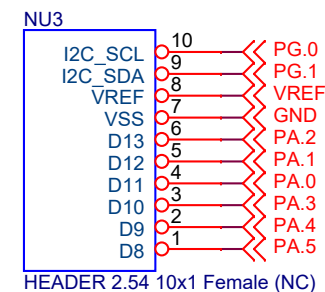 NU3
I2C_SCL 10 PG.0
I2C_SDA 9 PG.1
VREF 8 VREF
VSS 7 GND
D13 6 PA.2
D12 5 PA.1
D11 4 PA.0
D10 3 PA.3
D9 2 PA.4
D8 1 PA.5
HEADER 2.54 10x1 Female (NC)